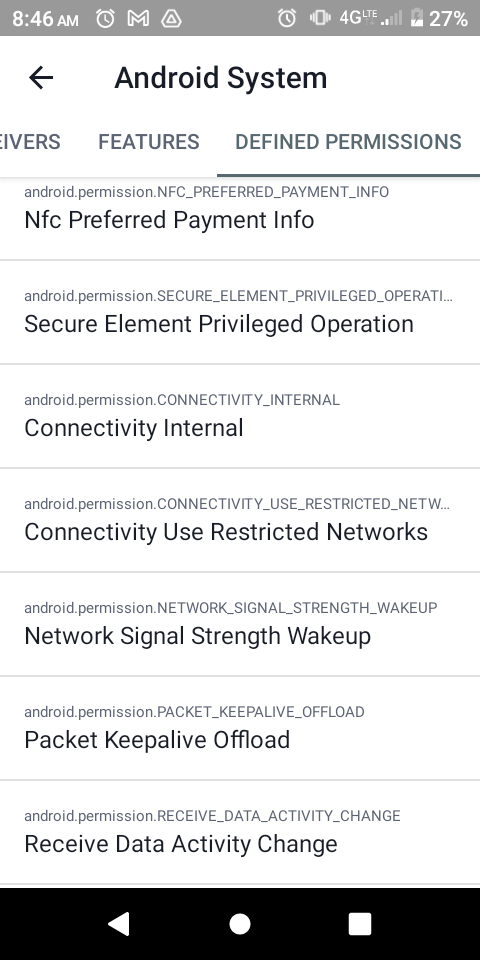 8:46 AM 4G LTE 27%
Android System
EIVERS FEATURES DEFINED PERMISSIONS
android.permission.NFC_PREFERRED_PAYMENT_INFO
Nfc Preferred Payment Info
android.permission.SECURE_ELEMENT_PRIVILEGED_OPERATI...
Secure Element Privileged Operation
android.permission.CONNECTIVITY_INTERNAL
Connectivity Internal
android.permission.CONNECTIVITY_USE_RESTRICTED_NETW...
Connectivity Use Restricted Networks
android.permission.NETWORK_SIGNAL_STRENGTH_WAKEUP
Network Signal Strength Wakeup
android.permission.PACKET_KEEPALIVE_OFFLOAD
Packet Keepalive Offload
android.permission.RECEIVE_DATA_ACTIVITY_CHANGE
Receive Data Activity Change